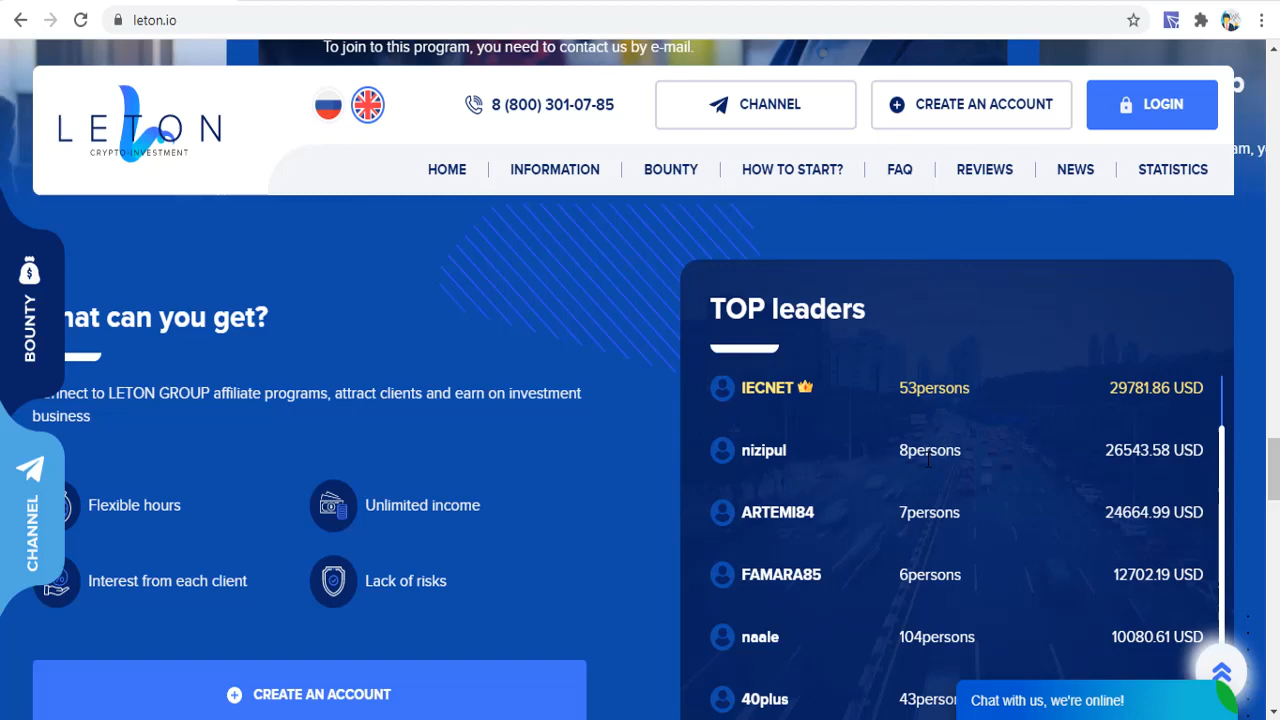 leton.io
To join to this program, you need to contact us by e-mail.
LETON
CRYPTO-INVESTMENT
8 (800) 301-07-85
CHANNEL
CREATE AN ACCOUNT
LOGIN
HOME
INFORMATION
BOUNTY
HOW TO START?
FAQ
REVIEWS
NEWS
STATISTICS
BOUNTY
CHANNEL
hat can you get?
onnect to LETON GROUP affiliate programs, attract clients and earn on investment
business
Flexible hours
Unlimited income
Interest from each client
Lack of risks
CREATE AN ACCOUNT
TOP leaders
IECNET 53persons 29781.86 USD
nizipul 8persons 26543.58 USD
ARTEMI84 7persons 24664.99 USD
FAMARA85 6persons 12702.19 USD
naale 104persons 10080.61 USD
40plus 43person
Chat with us, we're online!